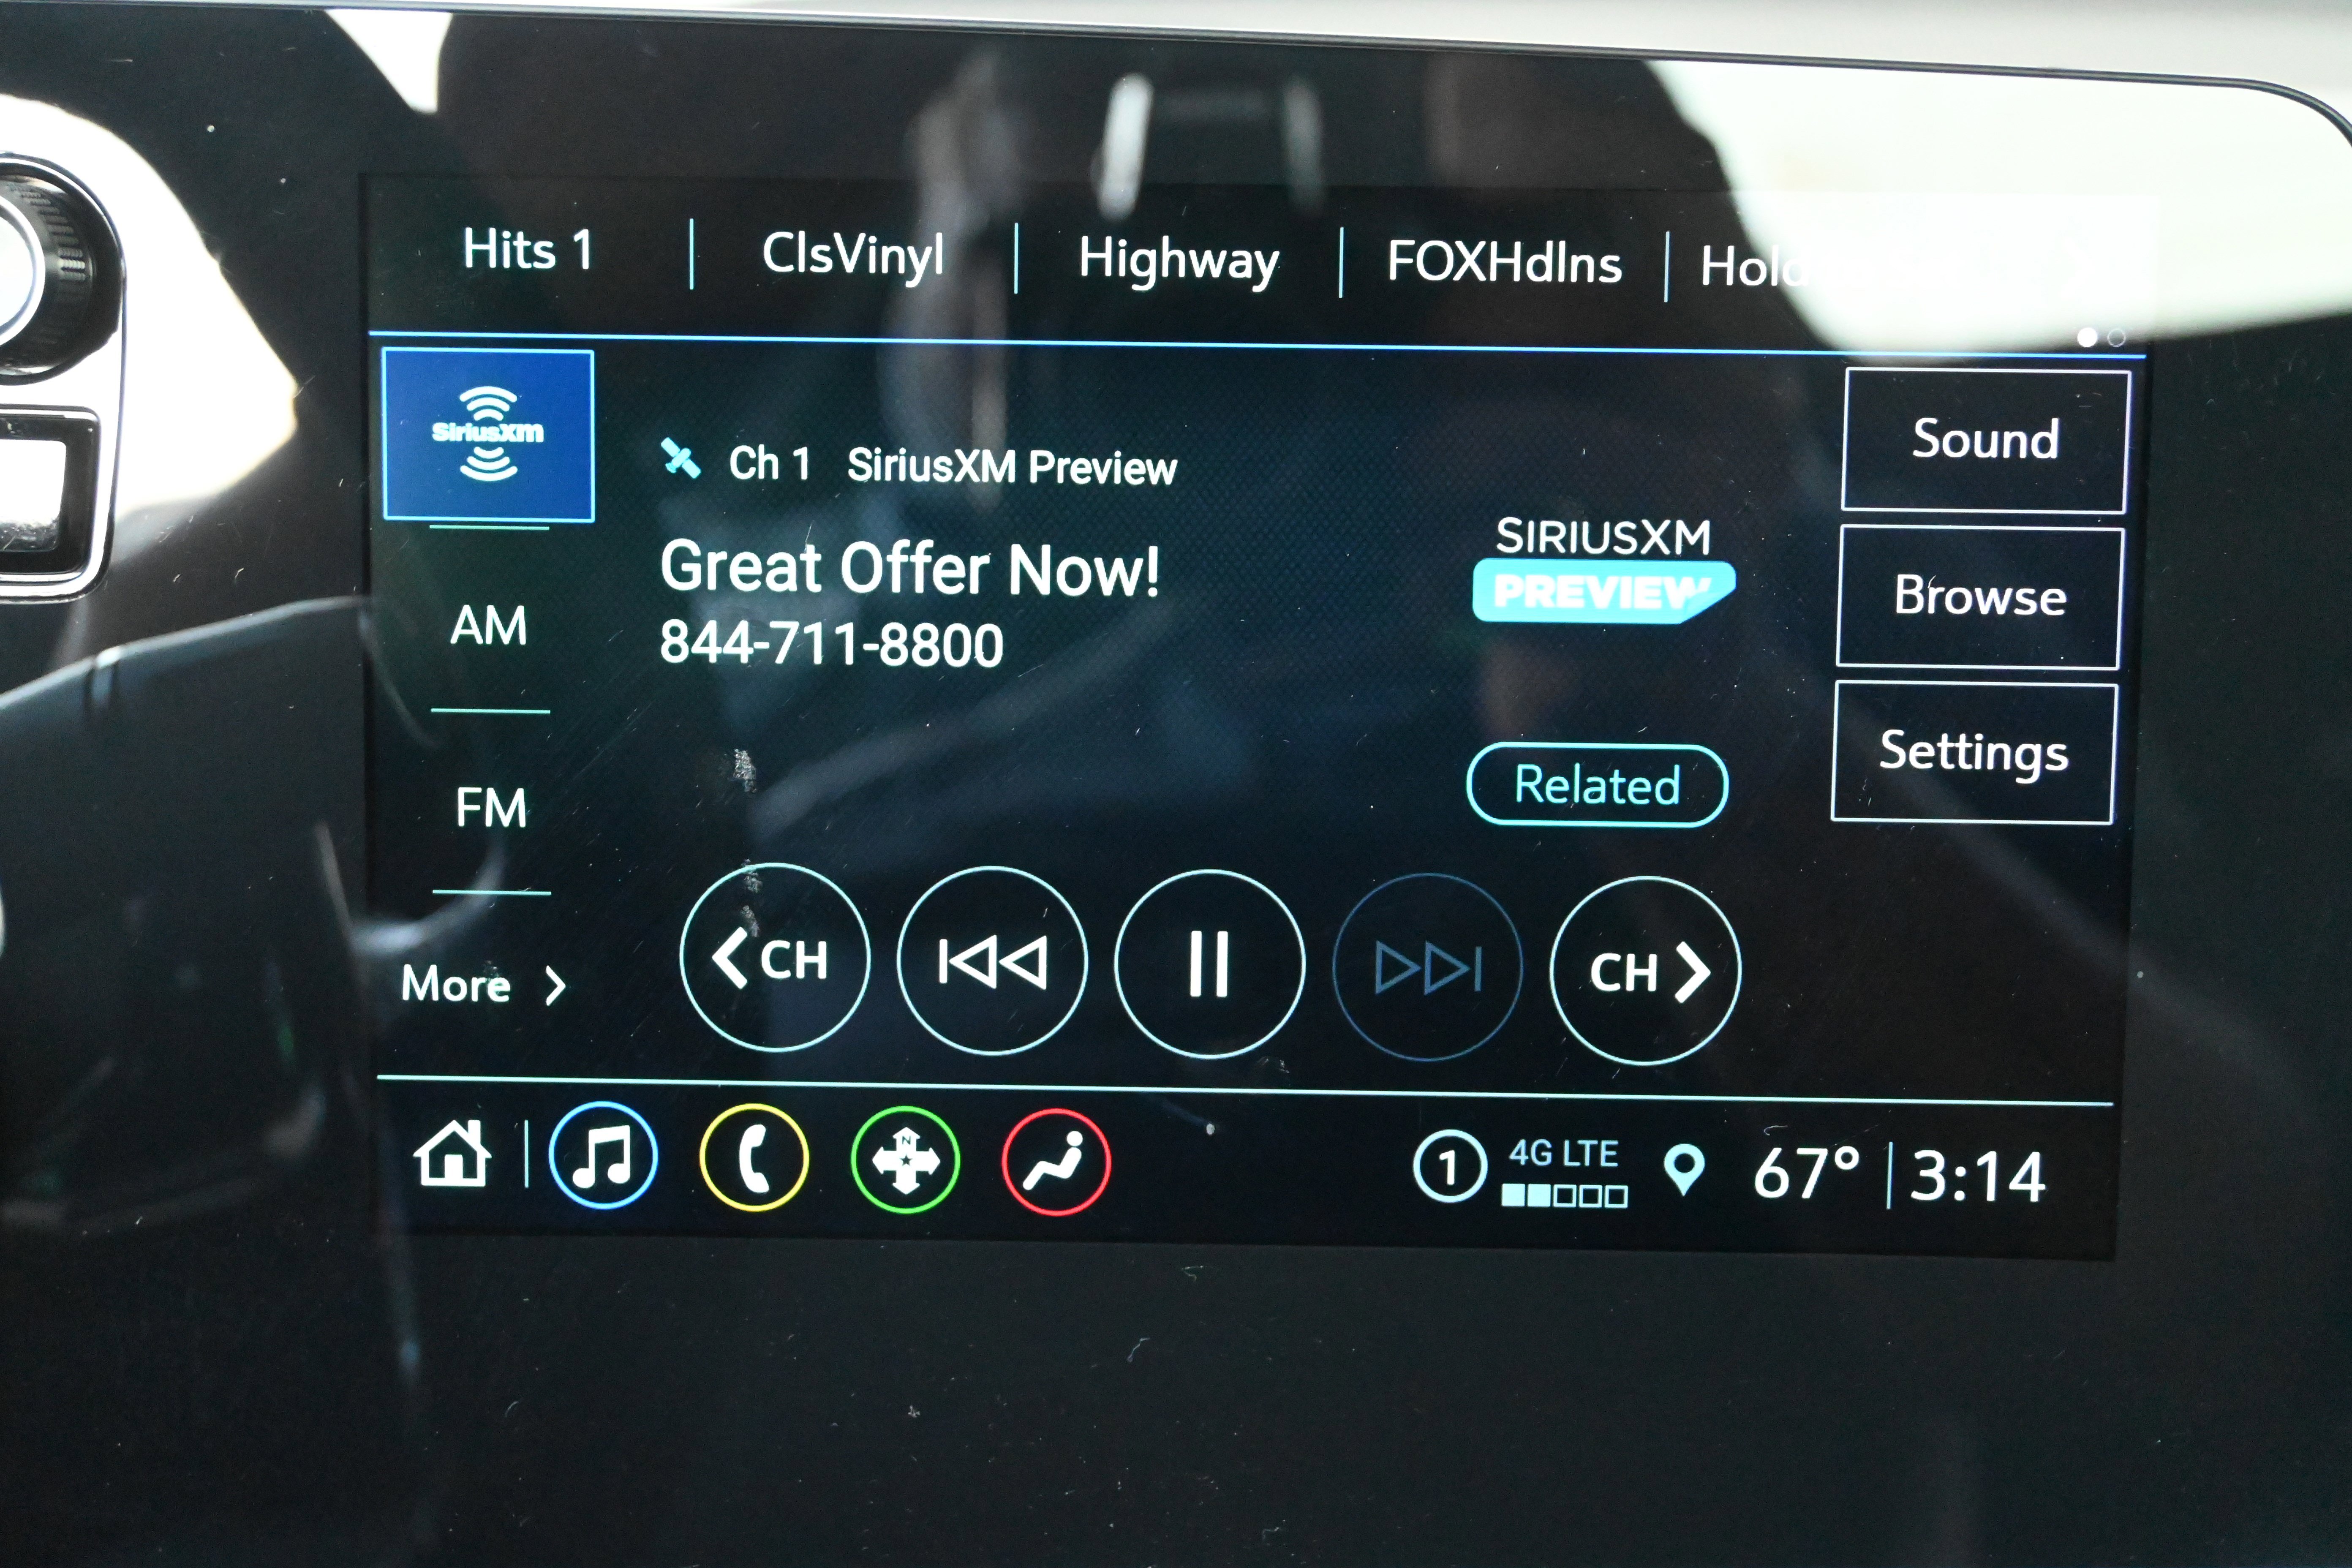 Hits 1
ClsVinyl
Highway
FOXHdlns
SiriusXM
Ch 1 SiriusXM Preview
Great Offer Now!
844-711-8800
SIRIUSXM
PREVIEW
Sound
Browse
Settings
AM
FM
More
Related
CH
CH
N
1
4G LTE
67° 3:14